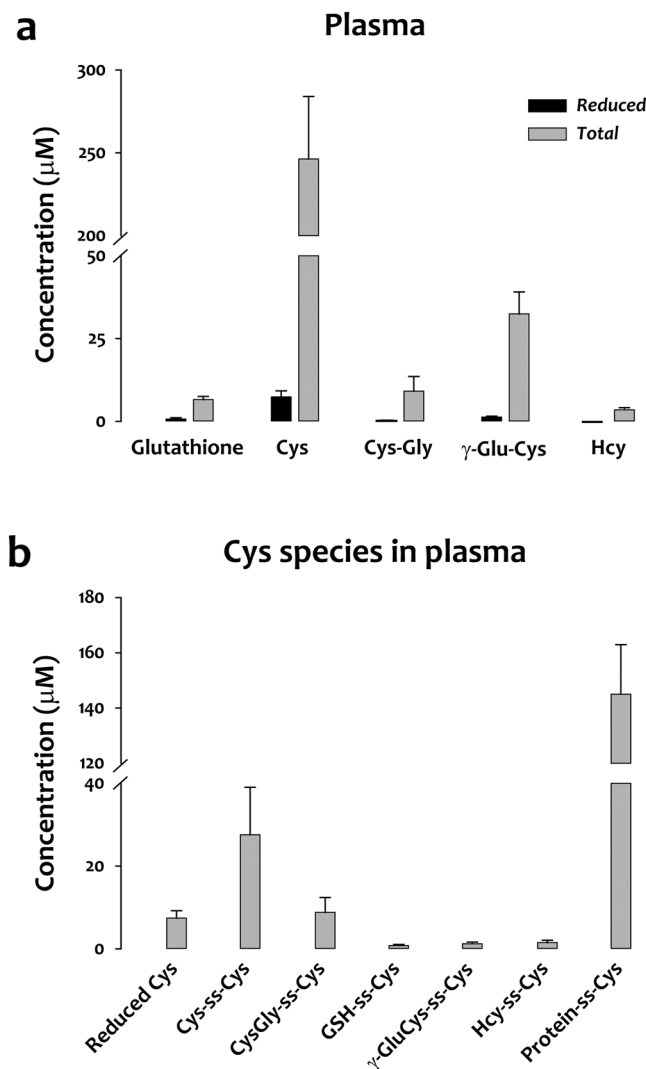 a
Plasma
300
250
200
50
25
0
Concentration (μM)
Reduced
Total
Glutathione Cys Cys-Gly γ-Glu-Cys Hcy
b
Cys species in plasma
180
160
140
120
40
20
0
Concentration (μM)
Reduced Cys
Cys-ss-Cys
CysGly-ss-Cys
GSH-ss-Cys
γ-GluCys-ss-Cys
Hcy-ss-Cys
Protein-ss-Cys